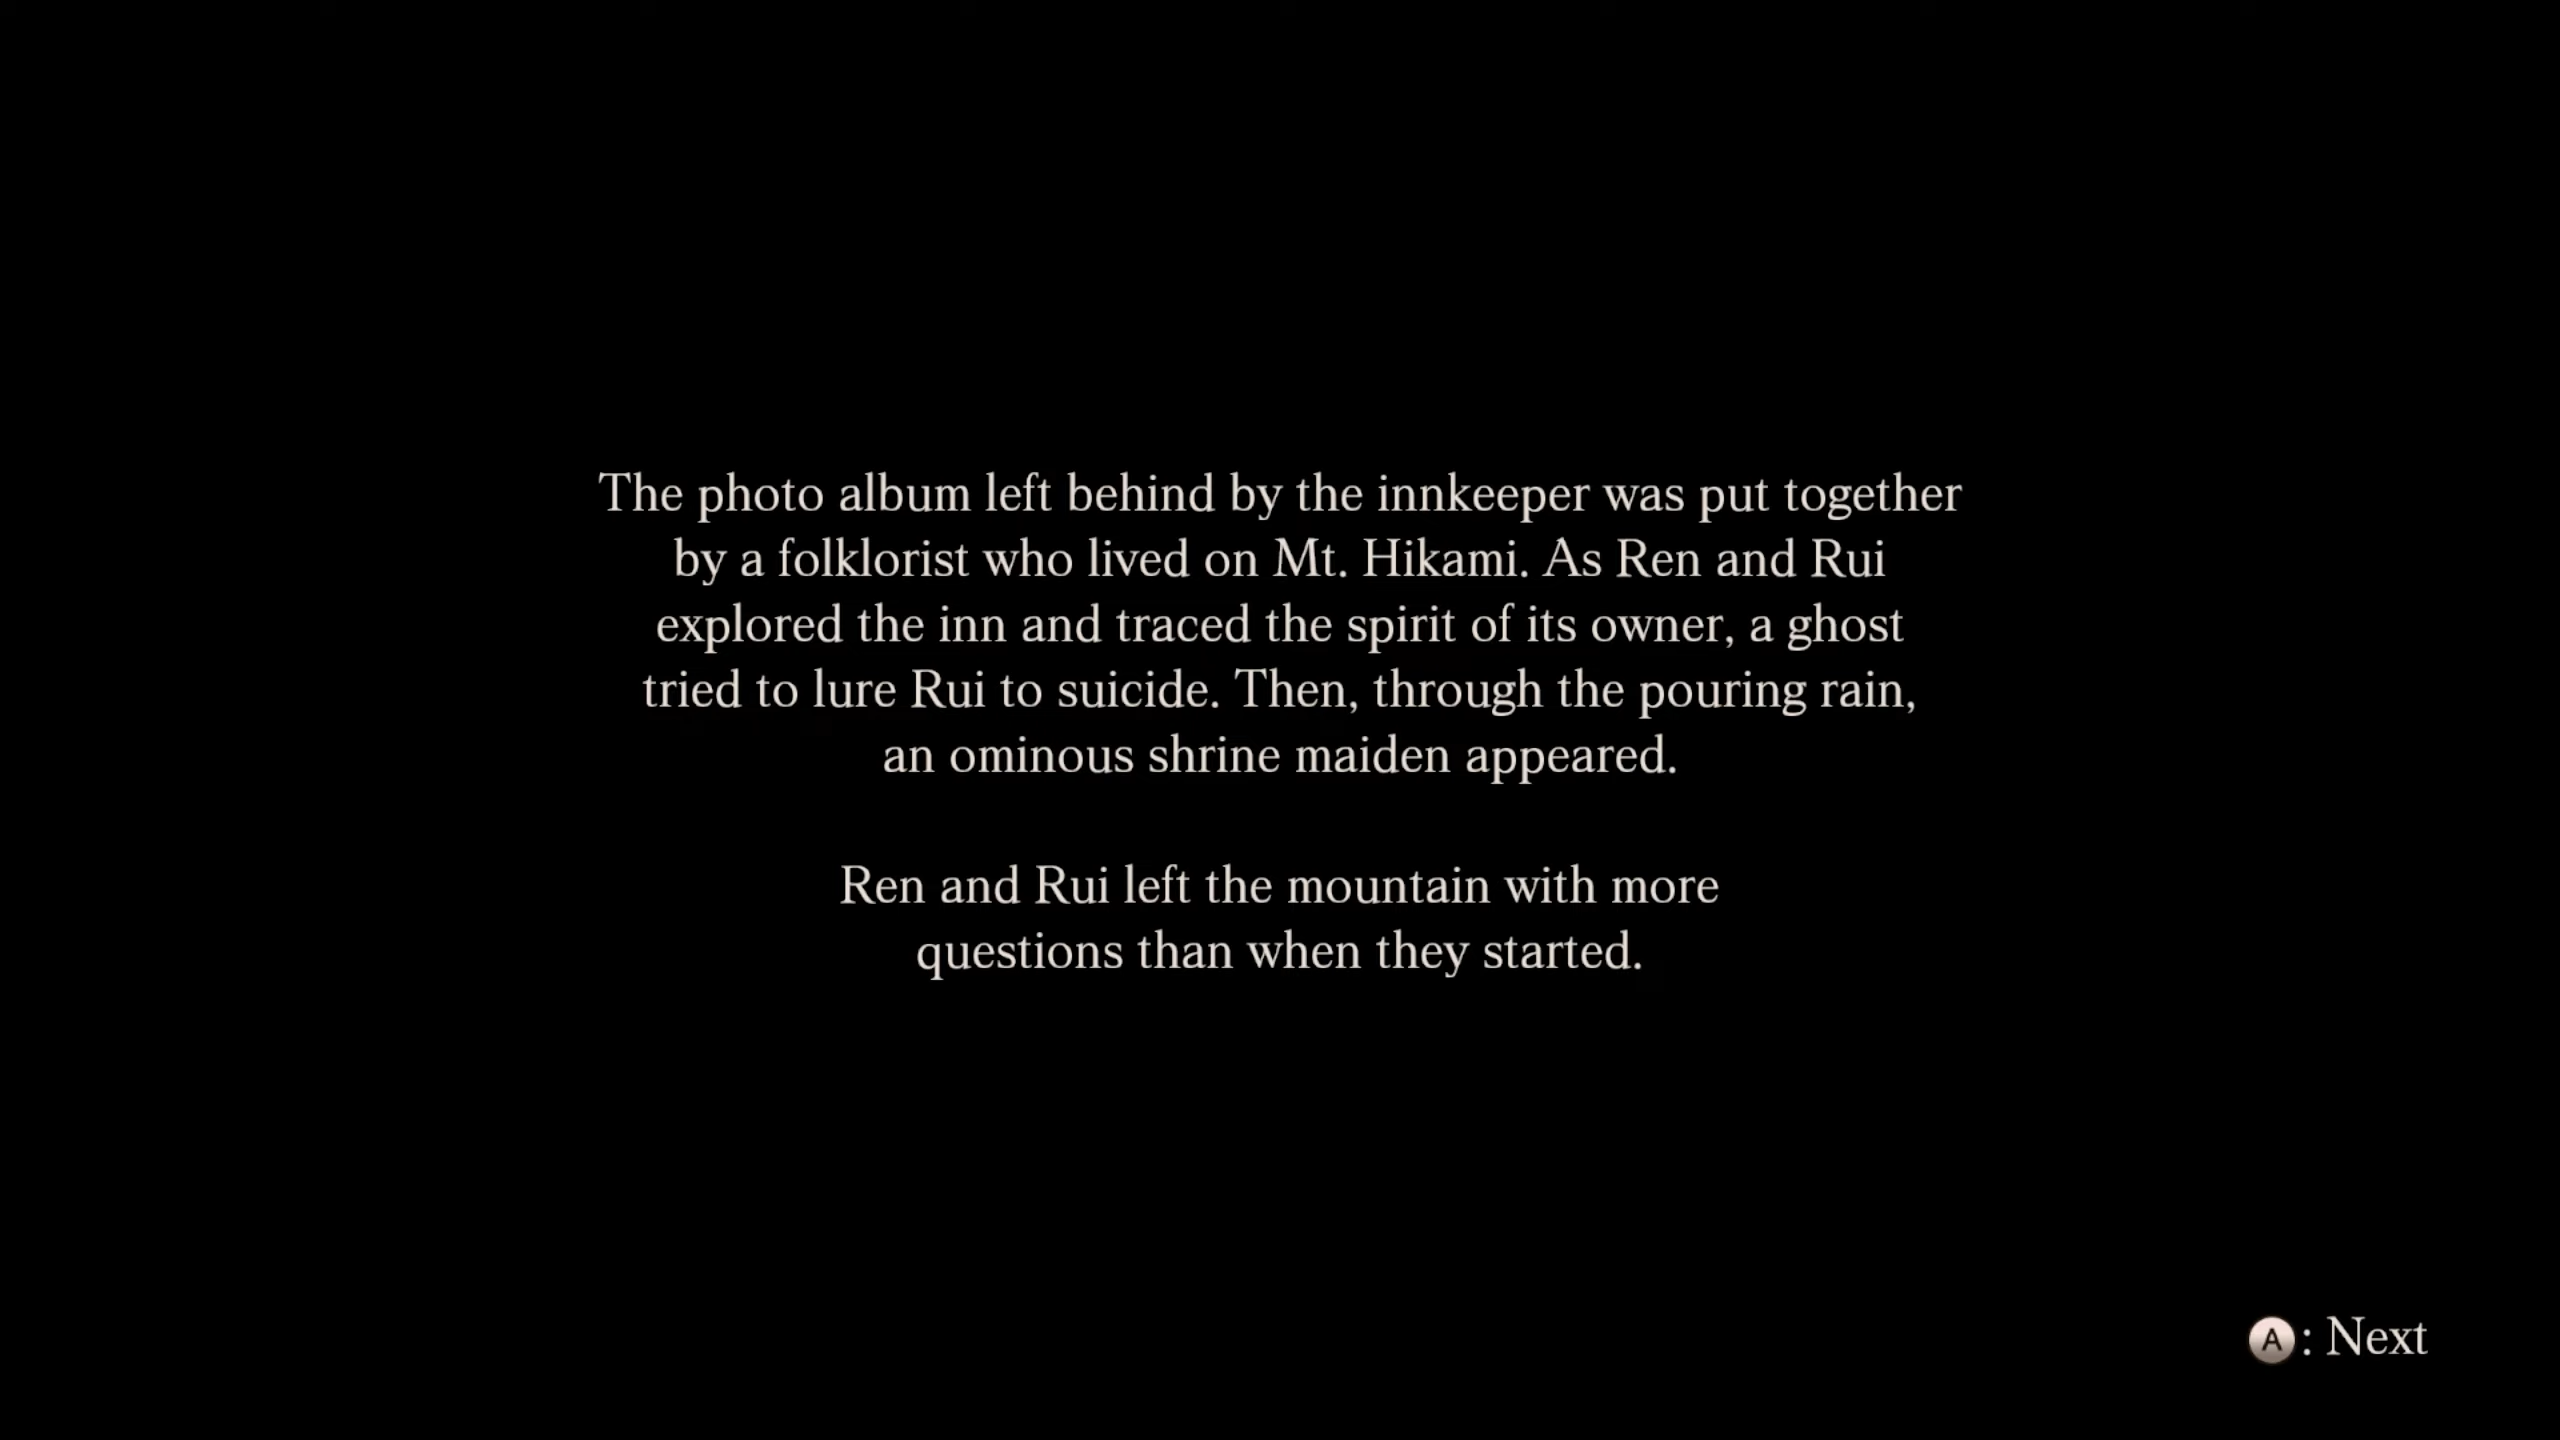 The photo album left behind by the innkeeper was put together
by a folklorist who lived on Mt. Hikami. As Ren and Rui
explored the inn and traced the spirit of its owner, a ghost
tried to lure Rui to suicide. Then, through the pouring rain,
an ominous shrine maiden appeared.
Ren and Rui left the mountain with more
questions than when they started.
A: Next